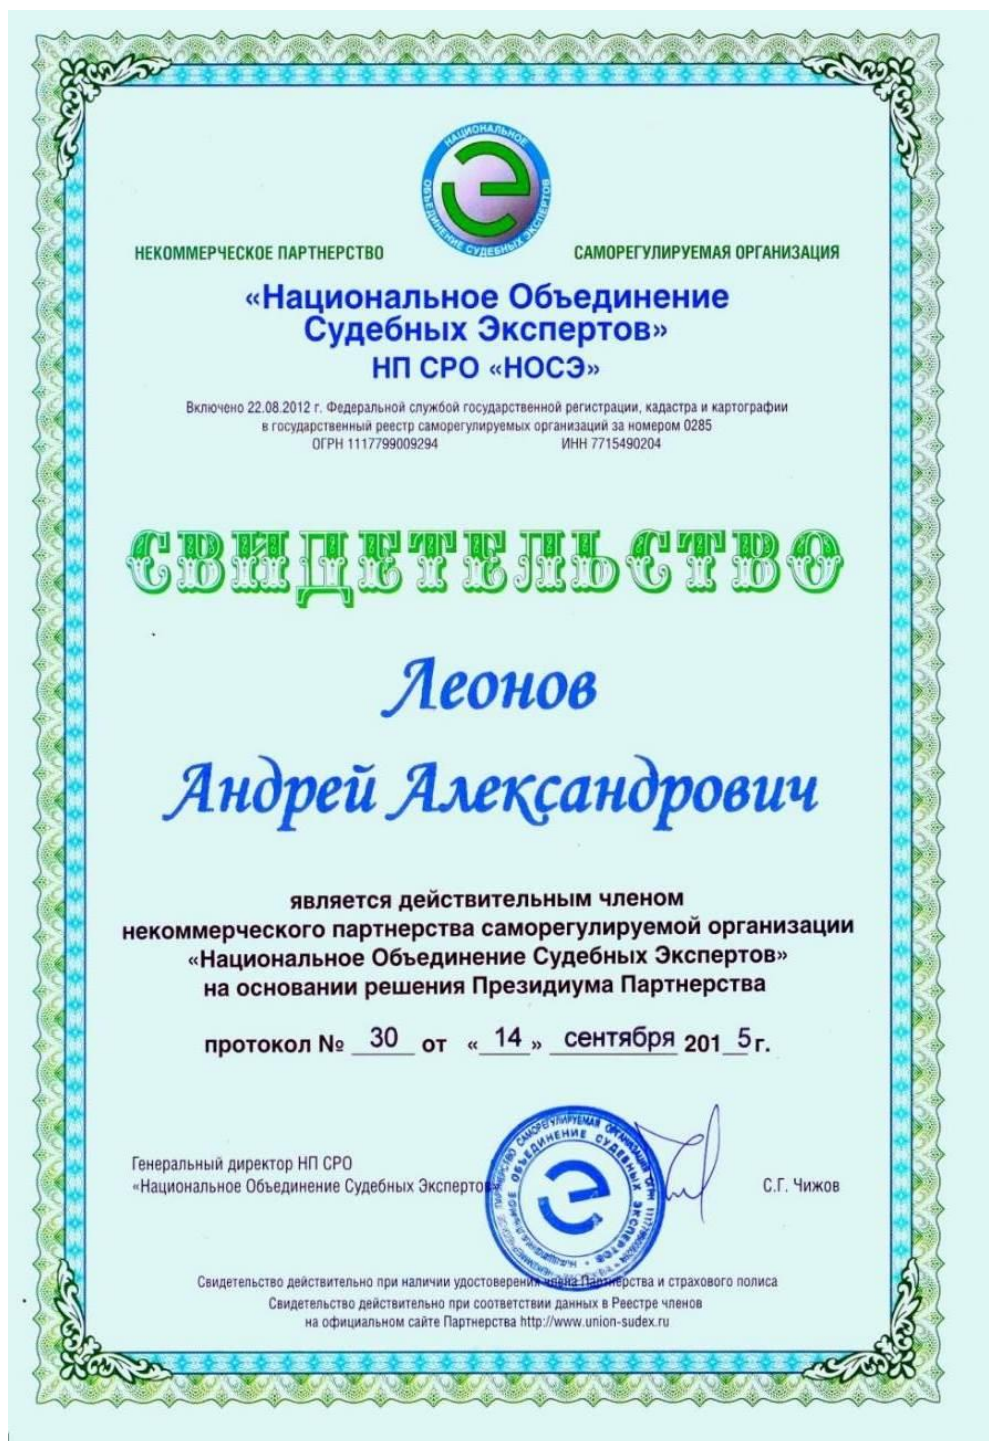 НАЦИОНАЛЬНОЕ
ОБЪЕДИНЕНИЕ СУДЕБНЫХ ЭКСПЕРТОВ
НЕКОММЕРЧЕСКОЕ ПАРТНЕРСТВО
САМОРЕГУЛИРУЕМАЯ ОРГАНИЗАЦИЯ
«Национальное Объединение
Судебных Экспертов»
НП СРО «НОСЭ»
Включено 22.08.2012 г. Федеральной службой государственной регистрации, кадастра и картографии
в государственный реестр саморегулируемых организаций за номером 0285
ОГРН 1117799009294 ИНН 7715490204
СВИДЕТЕЛЬСТВО
Леонов
Андрей Александрович
является действительным членом
некоммерческого партнерства саморегулируемой организации
«Национальное Объединение Судебных Экспертов»
на основании решения Президиума Партнерства
протокол № 30 от «14» сентября 2015 г.
Генеральный директор НП СРО
«Национальное Объединение Судебных Экспертов»
С.Г. Чижов
Свидетельство действительно при наличии удостоверения члена Партнерства и страхового полиса
Свидетельство действительно при соответствии данных в Реестре членов
на официальном сайте Партнерства http://www.union-sudex.ru